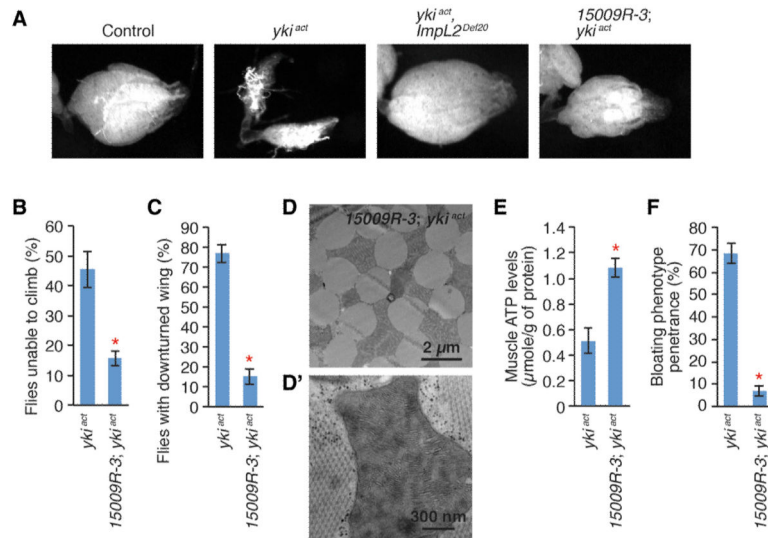 A
Control
yki act
yki act,
ImpL2 Def20
15009R-3;
yki act
B
Flies unable to climb (%)
60
50
40
30
20
10
0
yki act
*
15009R-3; yki act
C
Flies with downturned wing (%)
90
80
70
60
50
40
30
20
10
0
yki act
*
15009R-3; yki act
D
15009R-3; yki act
2 µm
D'
300 nm
E
Muscle ATP levels
(µmole/g of protein)
1.4
1.2
1.0
0.8
0.6
0.4
0.2
0
yki act
*
15009R-3; yki act
F
Bloating phenotype
penetrance (%)
80
70
60
50
40
30
20
10
0
yki act
*
15009R-3; yki act